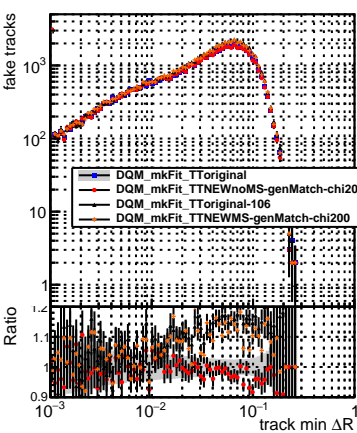 fake tracks
10³
10²
10
1
DQM_mkFit_TToriginal
DQM_mkFit_TTNEWnoMS-genMatch-chi20
DQM_mkFit_TToriginal-106
DQM_mkFit_TTNEWMS-genMatch-chi200
Ratio
1.2
1.1
1.0
0.9
10⁻³
10⁻²
10⁻¹
1
track min ΔR